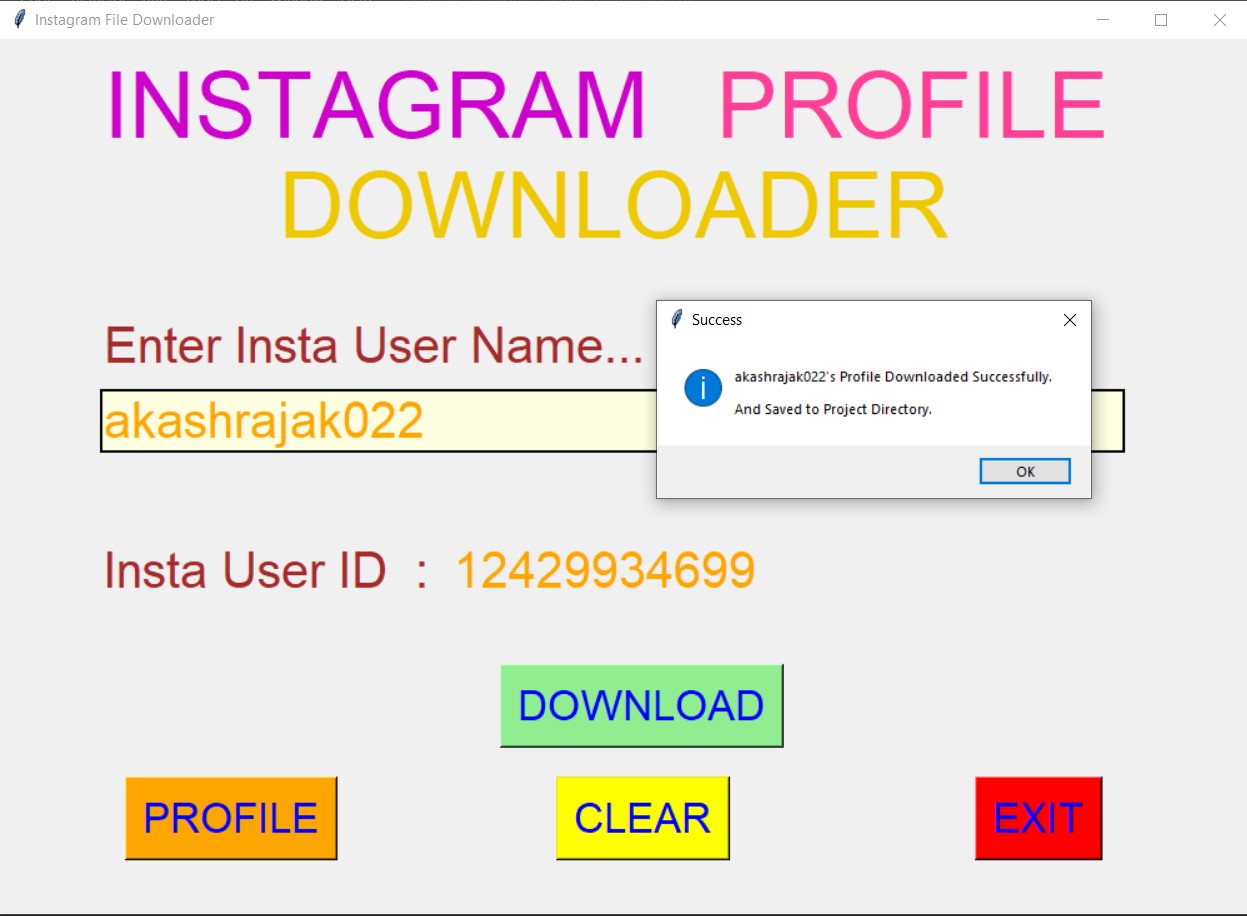 Instagram File Downloader
INSTAGRAM PROFILE
DOWNLOADER
Enter Insta User Name...
akashrajak022
Success
akashrajak022's Profile Downloaded Successfully.
And Saved to Project Directory.
OK
Insta User ID : 12429934699
DOWNLOAD
PROFILE
CLEAR
EXIT